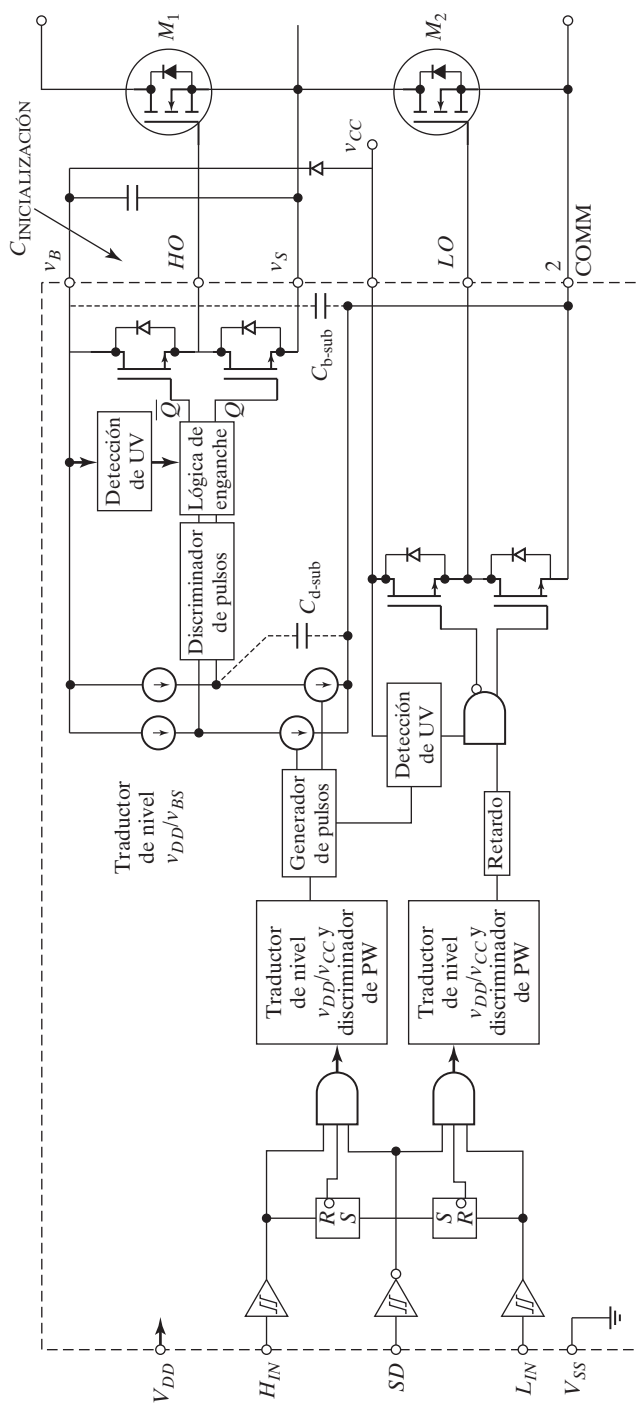 V_DD
H_IN
SD
L_IN
V_SS
R
S
S
R
Traductor
de nivel
v_DD/v_CC y
discriminador
de PW
Traductor
de nivel
v_DD/v_CC y
discriminador
de PW
Retardo
Generador
de pulsos
Traductor
de nivel
v_DD/v_BS
Detección
de UV
Discriminador
de pulsos
Lógica de
enganche
Detección
de UV
Q̅
Q
C_d-sub
C_b-sub
C_INICIALIZACIÓN
v_B
HO
v_S
v_CC
LO
2
COMM
M_1
M_2